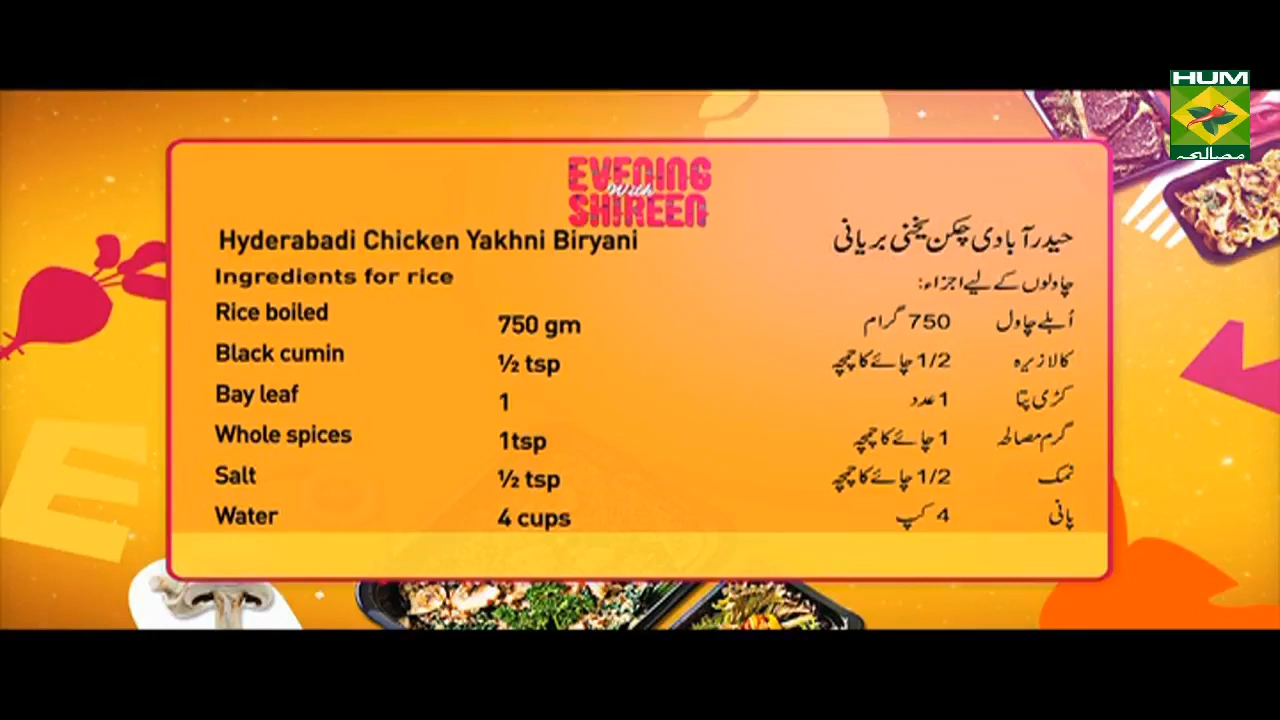 HUM
مصالحہ
EVENING
With
SHIREEN
Hyderabadi Chicken Yakhni Biryani حیدرآبادی چکن یخنی بریانی
Ingredients for rice چاولوں کے لیے اجزاء:
Rice boiled 750 gm اُبلے چاول 750 گرام
Black cumin ½ tsp کالا زیرہ 1/2 چائے کا چمچہ
Bay leaf 1 کڑی پتا 1 عدد
Whole spices 1tsp گرم مصالحہ 1 چائے کا چمچہ
Salt ½ tsp نمک 1/2 چائے کا چمچہ
Water 4 cups پانی 4 کپ